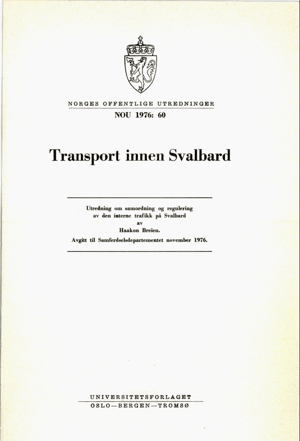 NORGES OFFENTLIGE UTREDNINGER
NOU 1976: 60
Transport innen Svalbard
Utredning om samordning og regulering
av den interne trafikk på Svalbard
av
Haakon Breien.
Avgitt til Samferdselsdepartementet november 1976.
UNIVERSITETSFORLAGET
OSLO—BERGEN—TROMSØ